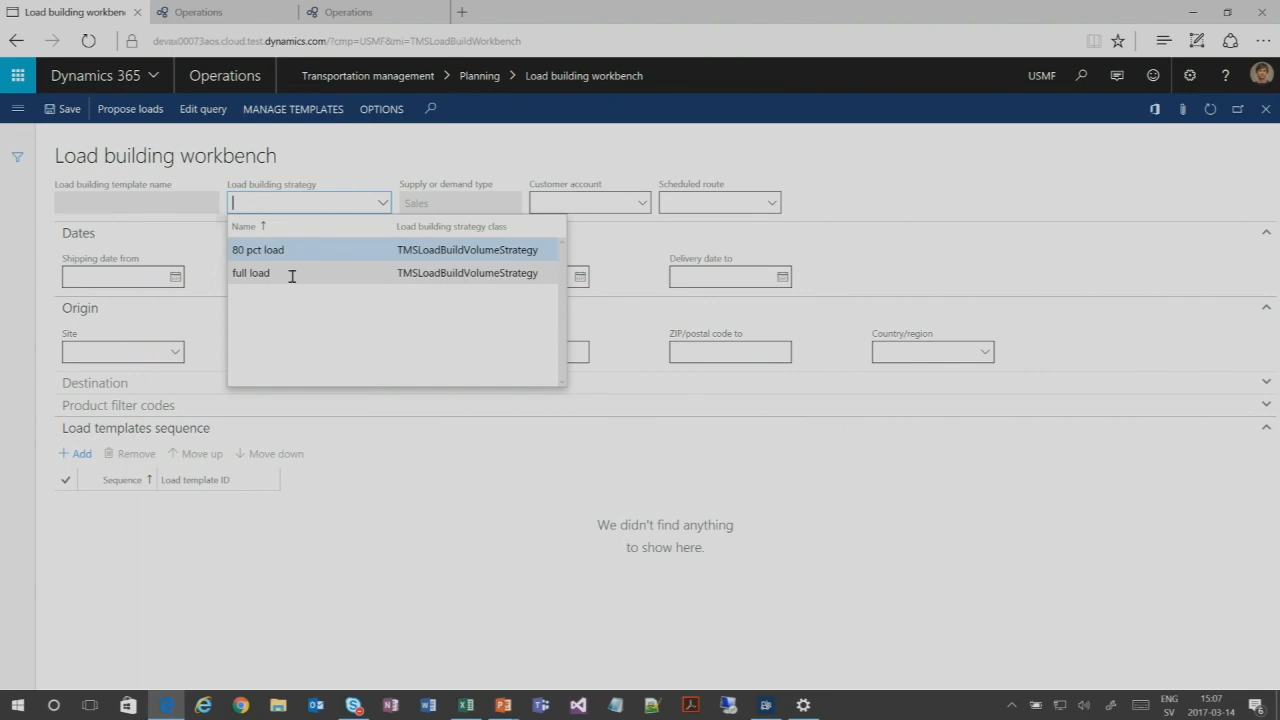 Load building workben
Operations
Operations
devax00073aos.cloud.test.dynamics.com/?cmp=USMF&mi=TMSLoadBuildWorkbench
Dynamics 365
Operations
Transportation management > Planning > Load building workbench
USMF
Save
Propose loads
Edit query
MANAGE TEMPLATES
OPTIONS
Load building workbench
Load building template name
Load building strategy
Supply or demand type
Customer account
Scheduled route
Sales
Name
Load building strategy class
80 pct load
TMSLoadBuildVolumeStrategy
full load
TMSLoadBuildVolumeStrategy
Dates
Shipping date from
Delivery date to
Origin
Site
ZIP/postal code to
Country/region
Destination
Product filter codes
Load templates sequence
+ Add
Remove
Move up
Move down
Sequence
Load template ID
We didn't find anything
to show here.
ENG
SV
15:07
2017-03-14
6